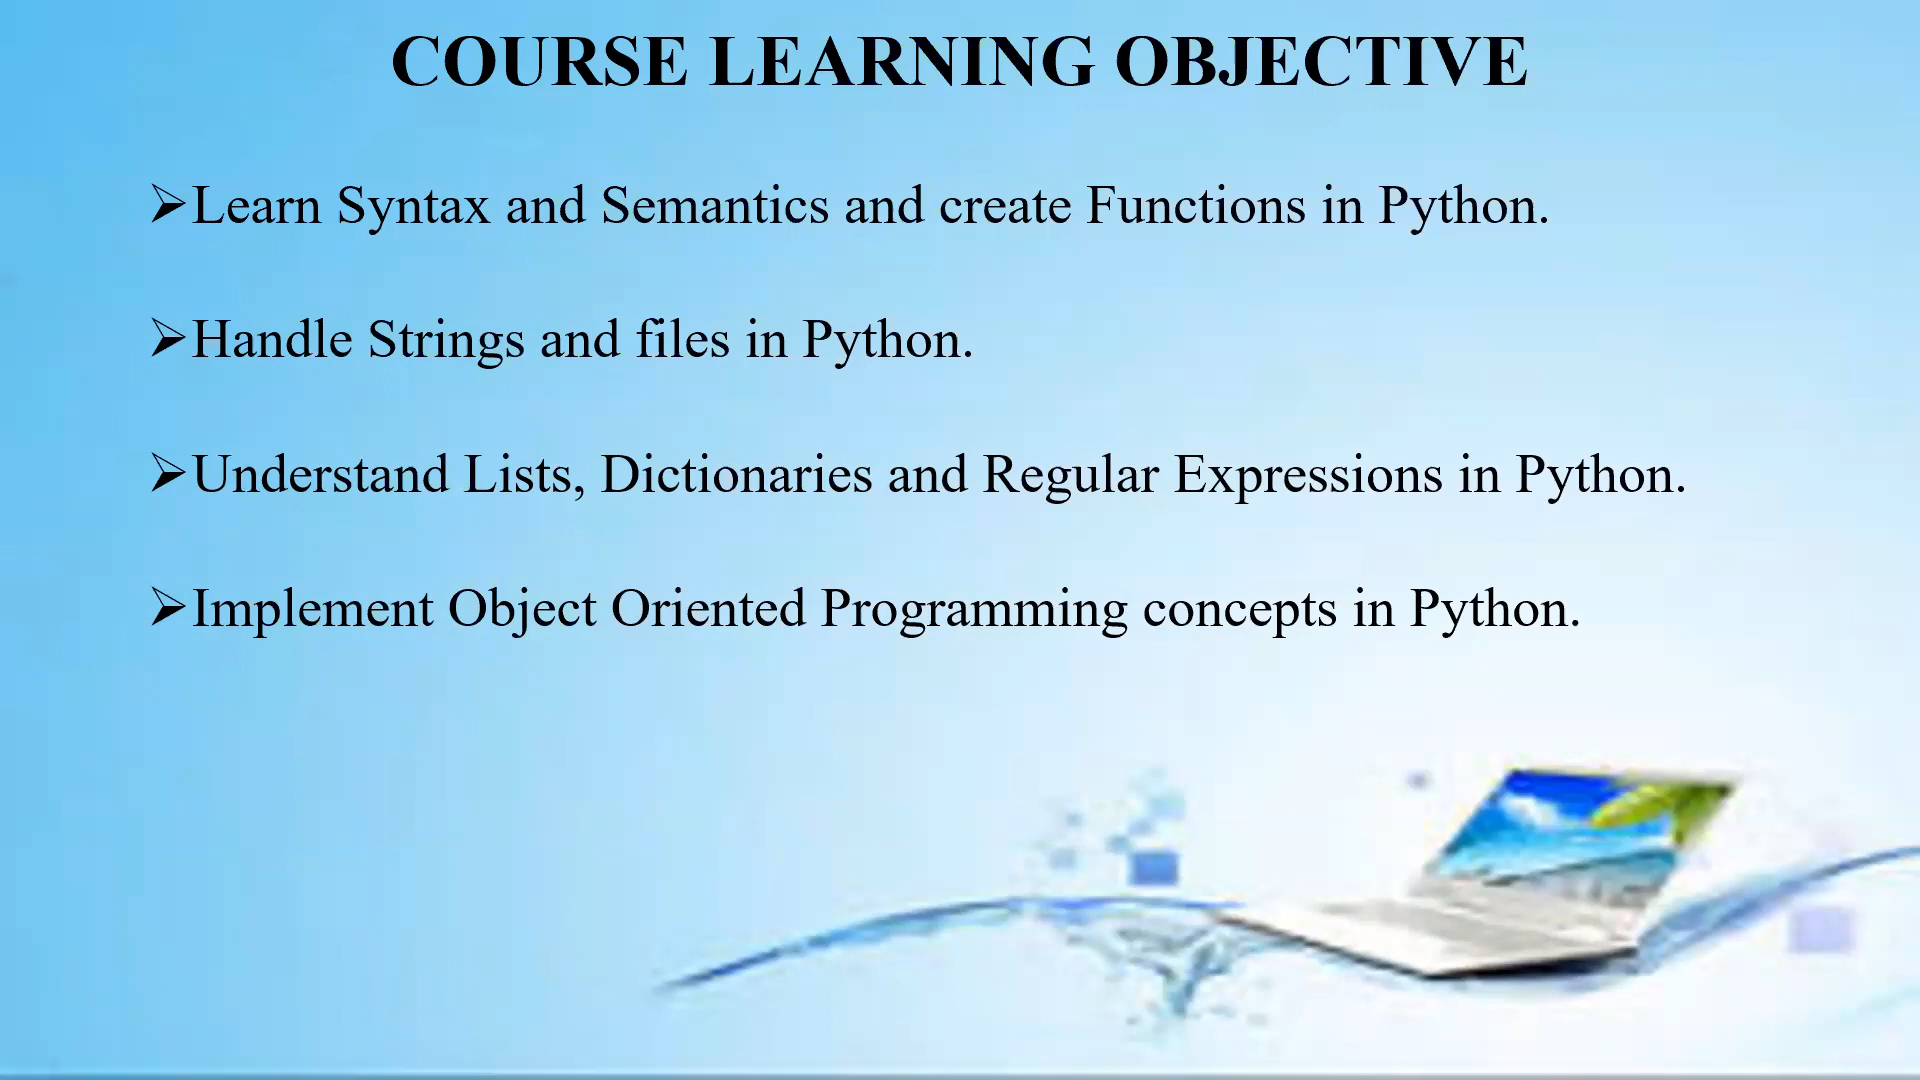 COURSE LEARNING OBJECTIVE
➢Learn Syntax and Semantics and create Functions in Python.
➢Handle Strings and files in Python.
➢Understand Lists, Dictionaries and Regular Expressions in Python.
➢Implement Object Oriented Programming concepts in Python.